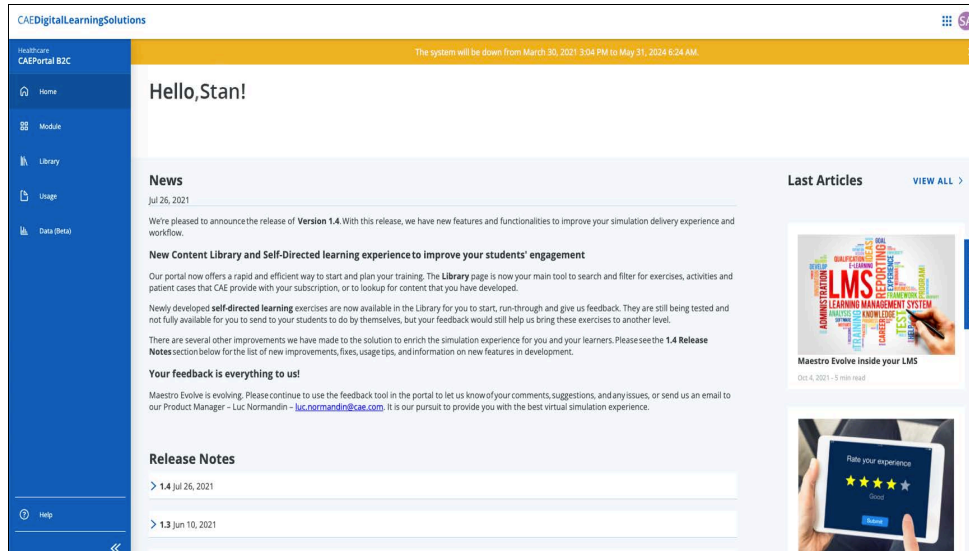 CAEDigitalLearningSolutions
SA
Healthcare
CAEPortal B2C
The system will be down from March 30, 2021 3:04 PM to May 31, 2024 6:24 AM.
Home
Module
Library
Usage
Data (Beta)
Help
Hello,Stan!
News
Jul 26, 2021
We're pleased to announce the release of Version 1.4. With this release, we have new features and functionalities to improve your simulation delivery experience and
workflow.
New Content Library and Self-Directed learning experience to improve your students' engagement
Our portal now offers a rapid and efficient way to start and plan your training. The Library page is now your main tool to search and filter for exercises, activities and
patient cases that CAE provide with your subscription, or to lookup for content that you have developed.
Newly developed self-directed learning exercises are now available in the Library for you to start, run-through and give us feedback. They are still being tested and
not fully available for you to send to your students to do by themselves, but your feedback would still help us bring these exercises to another level.
There are several other improvements we have made to the solution to enrich the simulation experience for you and your learners. Please see the 1.4 Release
Notes section below for the list of new improvements, fixes, usage tips, and information on new features in development.
Your feedback is everything to us!
Maestro Evolve is evolving. Please continue to use the feedback tool in the portal to let us know of your comments, suggestions, and any issues, or send us an email to
our Product Manager – Luc Normandin – luc.normandin@cae.com. It is our pursuit to provide you with the best virtual simulation experience.
Release Notes
1.4 Jul 26, 2021
1.3 Jun 10, 2021
Last Articles
VIEW ALL
GOAL
QUALIFICATION
IDEAS
E-LEARNING
DEVELOP
ADMINISTRATION
LMS
REPORTING
EXPERIENCE
PROGRAM
FRAMEWORK
LEARNING MANAGEMENT SYSTEM
ANALYSIS
KNOWLEDGE
SOFTWARE
TRAINING
CAREER
TEST
HELP
Maestro Evolve inside your LMS
Oct 4, 2021 - 5 min read
Rate your experience
Good
Submit